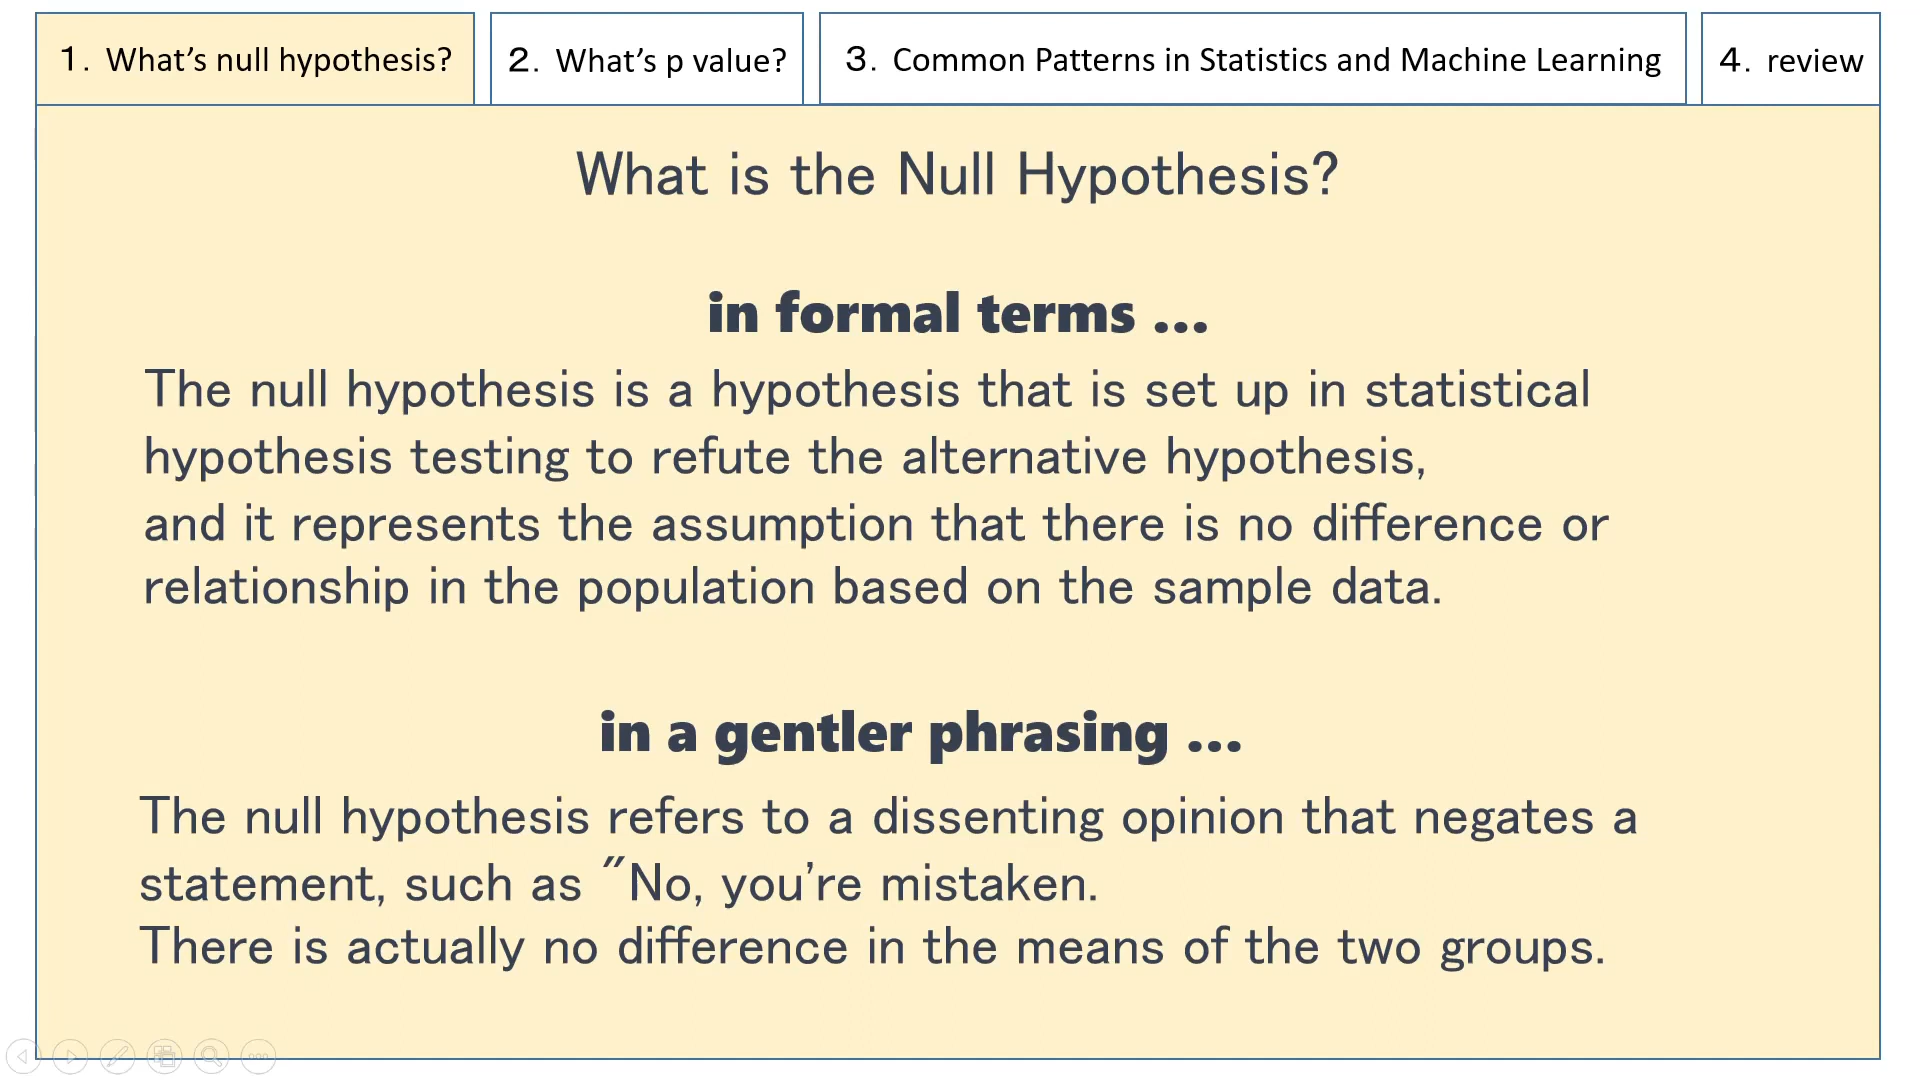 1. What’s null hypothesis?
2. What’s p value?
3. Common Patterns in Statistics and Machine Learning
4. review
What is the Null Hypothesis?
in formal terms ...
The null hypothesis is a hypothesis that is set up in statistical
hypothesis testing to refute the alternative hypothesis,
and it represents the assumption that there is no difference or
relationship in the population based on the sample data.
in a gentler phrasing ...
The null hypothesis refers to a dissenting opinion that negates a
statement, such as ″No, you’re mistaken.
There is actually no difference in the means of the two groups.